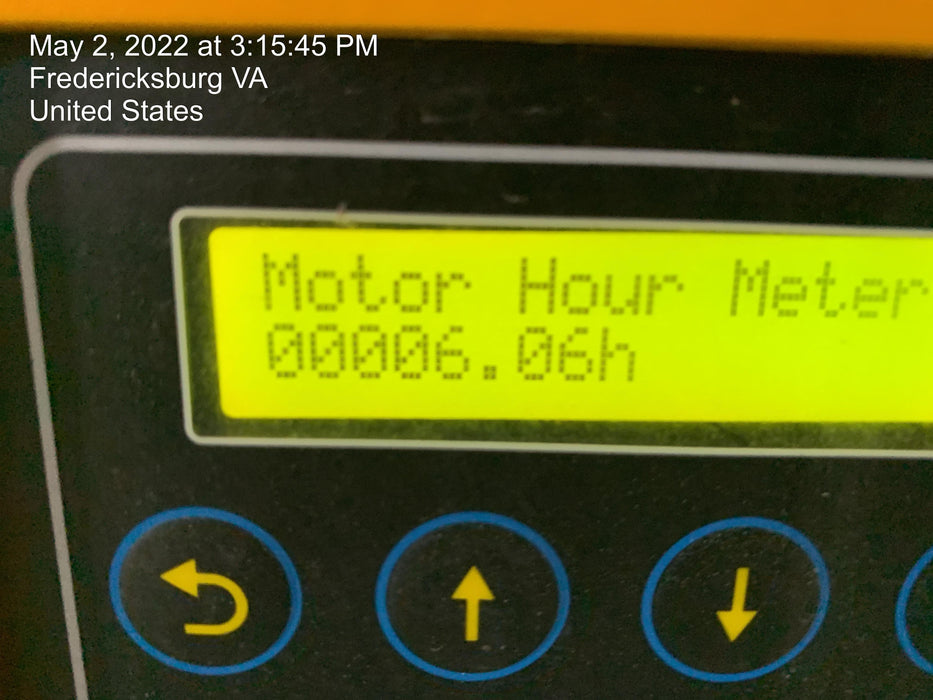 May 2, 2022 at 3:15:45 PM
Fredericksburg VA
United States
Motor Hour Meter
00006.06h